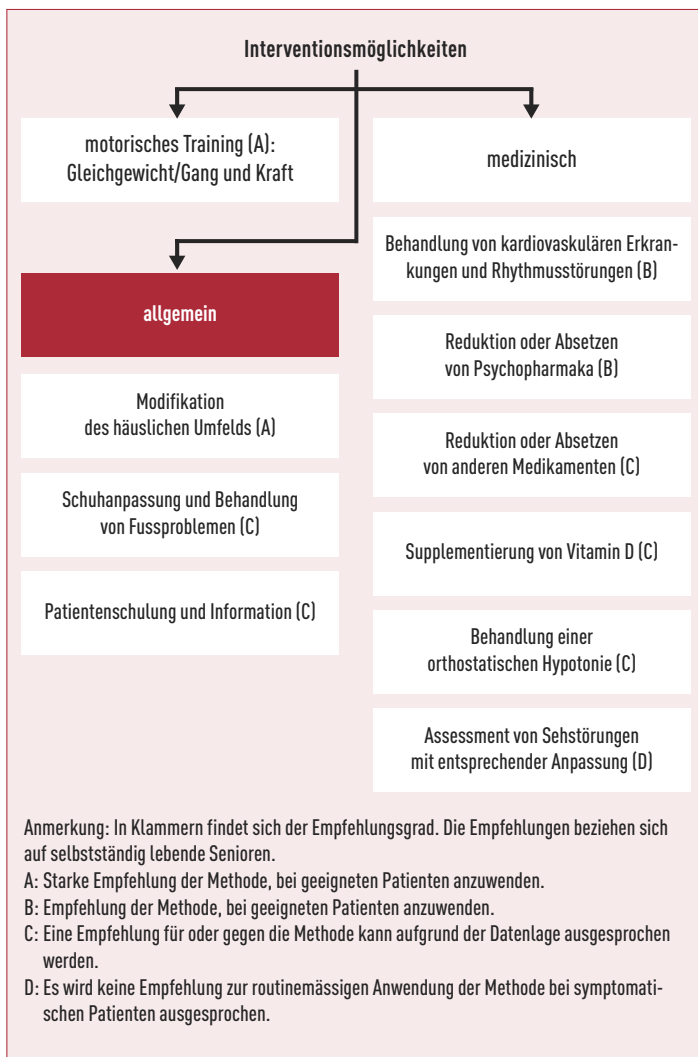 Interventionsmöglichkeiten
motorisches Training (A):
Gleichgewicht/Gang und Kraft
allgemein
Modifikation
des häuslichen Umfelds (A)
Schuhanpassung und Behandlung
von Fussproblemen (C)
Patientenschulung und Information (C)
medizinisch
Behandlung von kardiovaskulären Erkran-
kungen und Rhythmusstörungen (B)
Reduktion oder Absetzen
von Psychopharmaka (B)
Reduktion oder Absetzen
von anderen Medikamenten (C)
Supplementierung von Vitamin D (C)
Behandlung einer
orthostatischen Hypotonie (C)
Assessment von Sehstörungen
mit entsprechender Anpassung (D)
Anmerkung: In Klammern findet sich der Empfehlungsgrad. Die Empfehlungen beziehen sich
auf selbstständig lebende Senioren.
A: Starke Empfehlung der Methode, bei geeigneten Patienten anzuwenden.
B: Empfehlung der Methode, bei geeigneten Patienten anzuwenden.
C: Eine Empfehlung für oder gegen die Methode kann aufgrund der Datenlage ausgesprochen
werden.
D: Es wird keine Empfehlung zur routinemässigen Anwendung der Methode bei symptomati-
schen Patienten ausgesprochen.